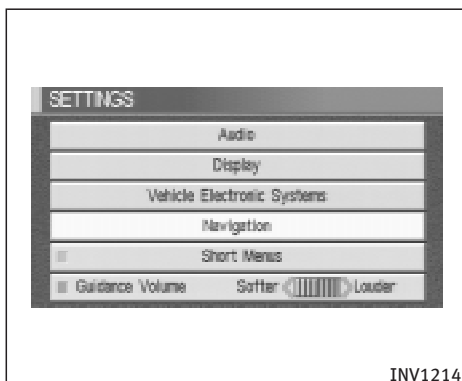 SETTINGS
Audio
Display
Vehicle Electronic Systems
Navigation
Short Menus
Guidance Volume Softer Louder
INV1214